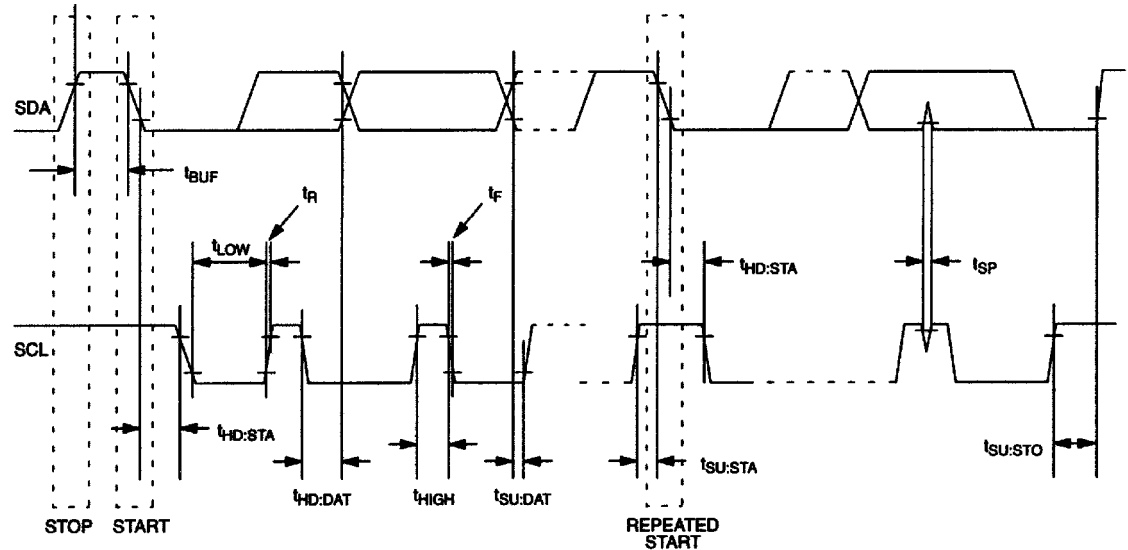 SDA
tBUF
tR
tF
tLOW
tHD:STA
tSP
SCL
tHD:STA
tSU:STA
tSU:STO
tHD:DAT
tHIGH
tSU:DAT
STOP
START
REPEATED
START